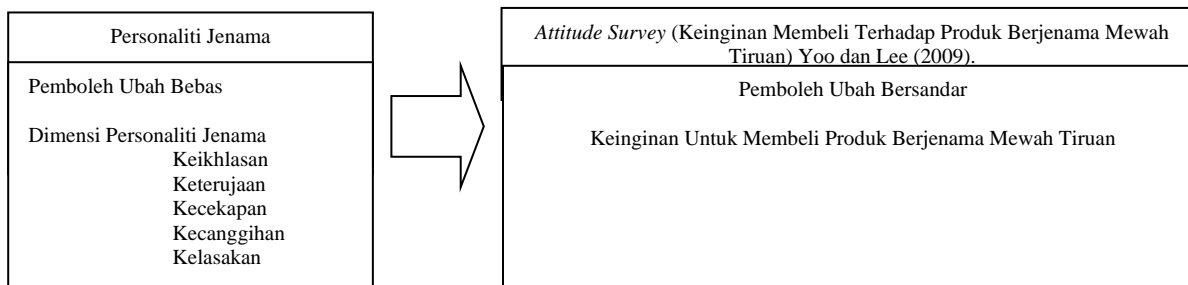 Personaliti Jenama
Pemboleh Ubah Bebas
Dimensi Personaliti Jenama
Keikhlasan
Keterujaan
Kecekapan
Kecanggihan
Kelasakan
Attitude Survey (Keinginan Membeli Terhadap Produk Berjenama Mewah
Tiruan) Yoo dan Lee (2009).
Pemboleh Ubah Bersandar
Keinginan Untuk Membeli Produk Berjenama Mewah Tiruan